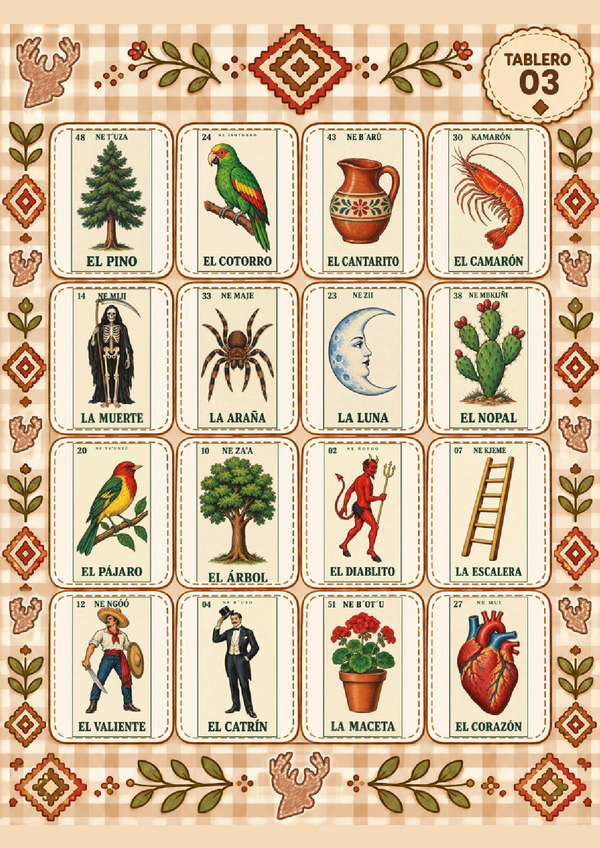 TABLERO
03
48 NE T'UZA
EL PINO
24
EL COTORRO
43 NE B'ARÚ
EL CANTARITO
30 KAMARÓN
EL CAMARÓN
14 NE MIJI
LA MUERTE
33 NE MAJE
LA ARAÑA
23 NE ZII
LA LUNA
38 NE MBKIJÑI
EL NOPAL
20
EL PÁJARO
10 NE ZA'A
EL ÁRBOL
02
EL DIABLITO
07 NE KJEME
LA ESCALERA
12 NE NGÓÓ
EL VALIENTE
04
EL CATRÍN
51 NE B'OT'U
LA MACETA
27 NE MUI
EL CORAZÓN